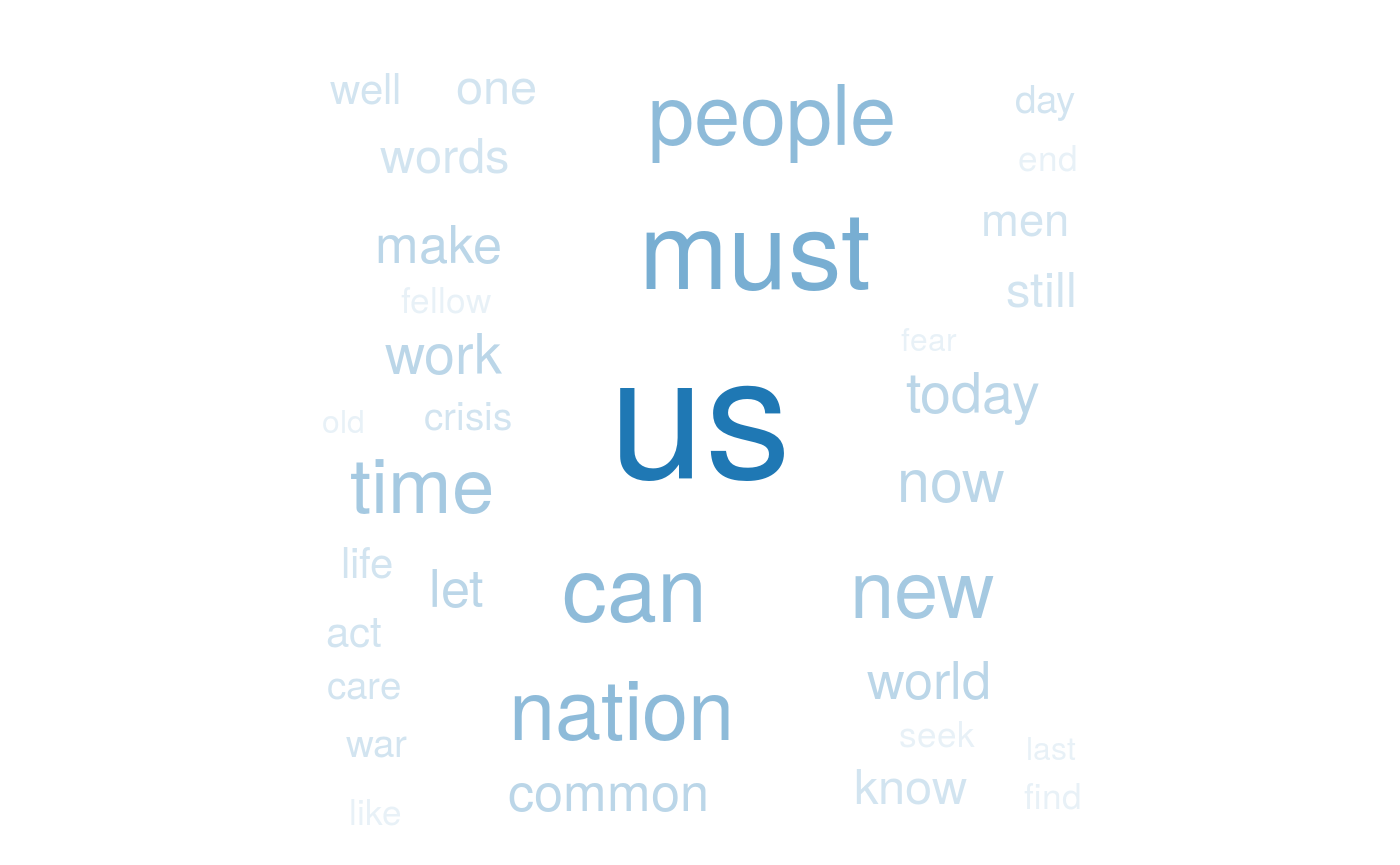 well one people day
words end
make must men
fellow still
work fear
us today
old crisis
time now
life let can new
act
care nation world
war seek last
common know find
like